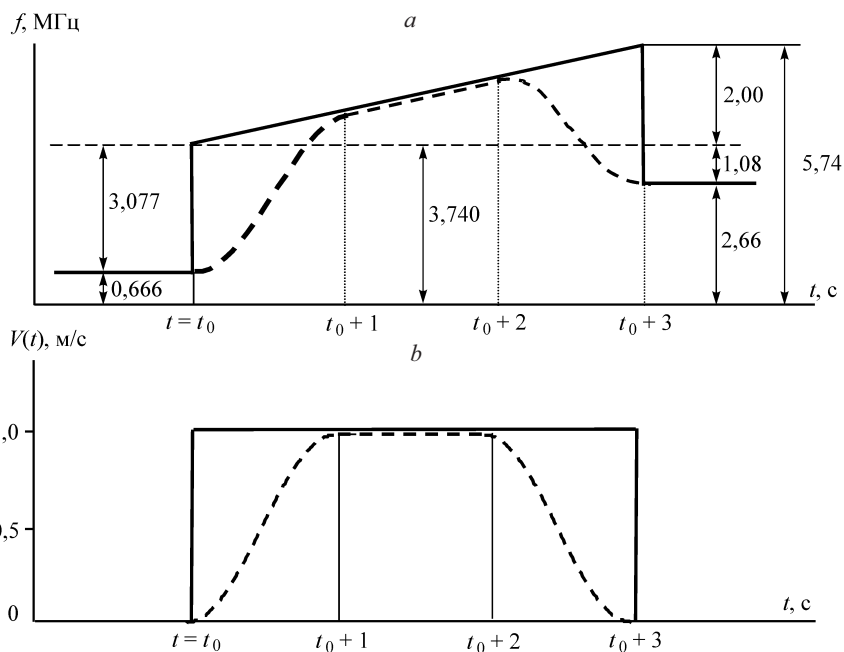 f, МГц
a
2,00
3,077
1,08
5,74
3,740
2,66
0,666
t, с
t = t0
t0 + 1
t0 + 2
t0 + 3
V(t), м/с
b
,0
,5
0
t, с
t = t0
t0 + 1
t0 + 2
t0 + 3